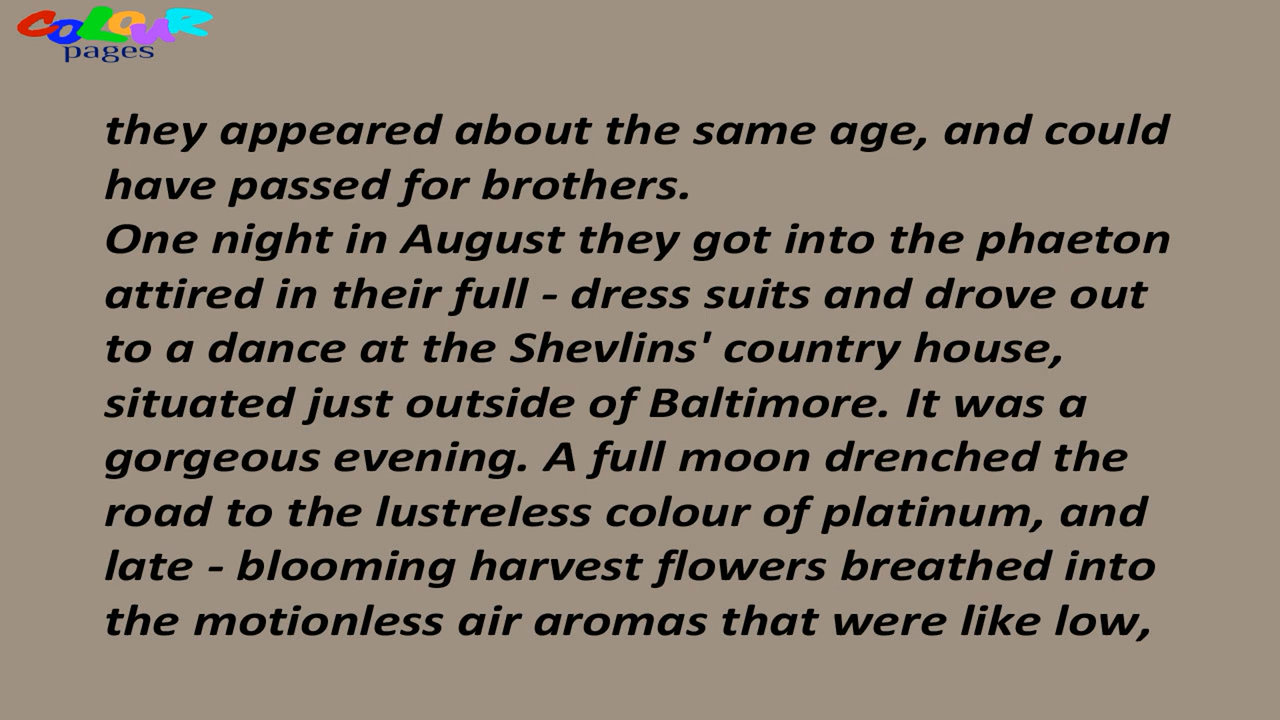 COLOUR
pages
they appeared about the same age, and could
have passed for brothers.
One night in August they got into the phaeton
attired in their full - dress suits and drove out
to a dance at the Shevlins' country house,
situated just outside of Baltimore. It was a
gorgeous evening. A full moon drenched the
road to the lustreless colour of platinum, and
late - blooming harvest flowers breathed into
the motionless air aromas that were like low,